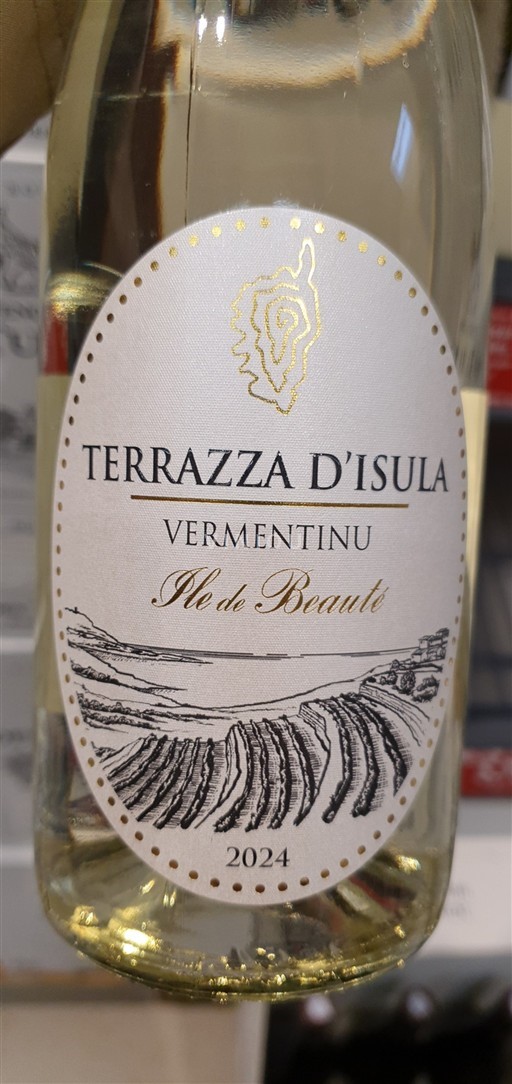 TERRAZZA D'ISULA
VERMENTINU
Ile de Beauté
2024